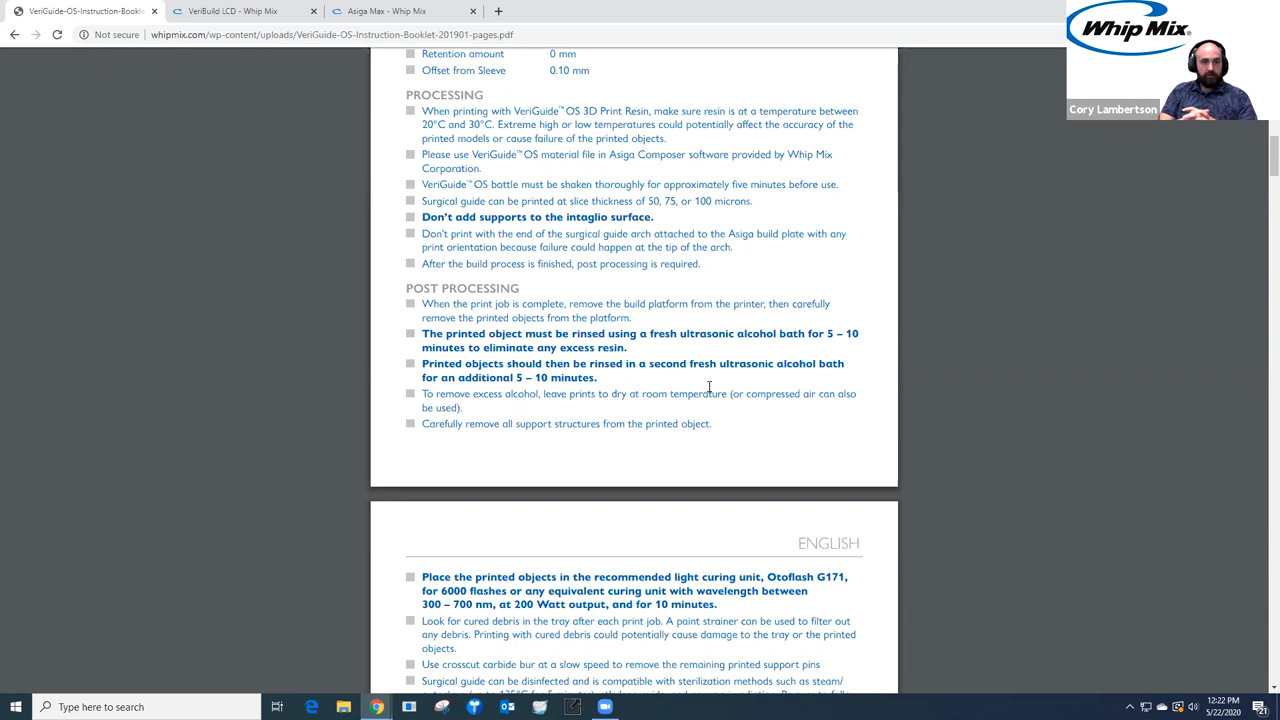 VeriGuide-OS-Instruction-Bookle
VeriBuild LCD - Whip Mix
Asiga Max - Whip Mix
Not secure
whipmix.com/wp-content/uploads/VeriGuide-OS-Instruction-Booklet-201901-pages.pdf
Whip Mix®
Cory Lambertson
Retention amount 0 mm
Offset from Sleeve 0.10 mm
PROCESSING
When printing with VeriGuide™ OS 3D Print Resin, make sure resin is at a temperature between
20°C and 30°C. Extreme high or low temperatures could potentially affect the accuracy of the
printed models or cause failure of the printed objects.
Please use VeriGuide™ OS material file in Asiga Composer software provided by Whip Mix
Corporation.
VeriGuide™ OS bottle must be shaken thoroughly for approximately five minutes before use.
Surgical guide can be printed at slice thickness of 50, 75, or 100 microns.
Don't add supports to the intaglio surface.
Don't print with the end of the surgical guide arch attached to the Asiga build plate with any
print orientation because failure could happen at the tip of the arch.
After the build process is finished, post processing is required.
POST PROCESSING
When the print job is complete, remove the build platform from the printer, then carefully
remove the printed objects from the platform.
The printed object must be rinsed using a fresh ultrasonic alcohol bath for 5 – 10
minutes to eliminate any excess resin.
Printed objects should then be rinsed in a second fresh ultrasonic alcohol bath
for an additional 5 – 10 minutes.
To remove excess alcohol, leave prints to dry at room temperature (or compressed air can also
be used).
Carefully remove all support structures from the printed object.
ENGLISH
Place the printed objects in the recommended light curing unit, Otoflash G171,
for 6000 flashes or any equivalent curing unit with wavelength between
300 – 700 nm, at 200 Watt output, and for 10 minutes.
Look for cured debris in the tray after each print job. A paint strainer can be used to filter out
any debris. Printing with cured debris could potentially cause damage to the tray or the printed
objects.
Use crosscut carbide bur at a slow speed to remove the remaining printed support pins
Surgical guide can be disinfected and is compatible with sterilization methods such as steam/
Type here to search
12:22 PM
5/22/2020
21